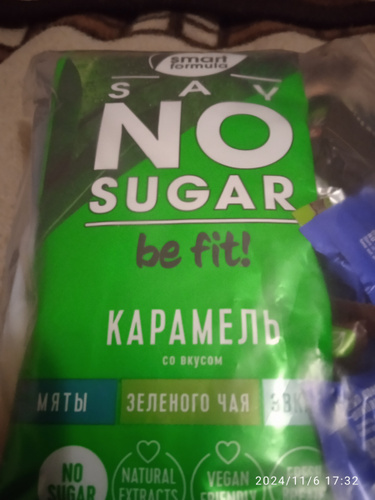 smart
formula
SAY
NO
SUGAR
be fit!
КАРАМЕЛЬ
со вкусом
МЯТЫ ЗЕЛЕНОГО ЧАЯ
NO
SUGAR
NATURAL
EXTRACTS
VEGAN
2024/11/6 17:32